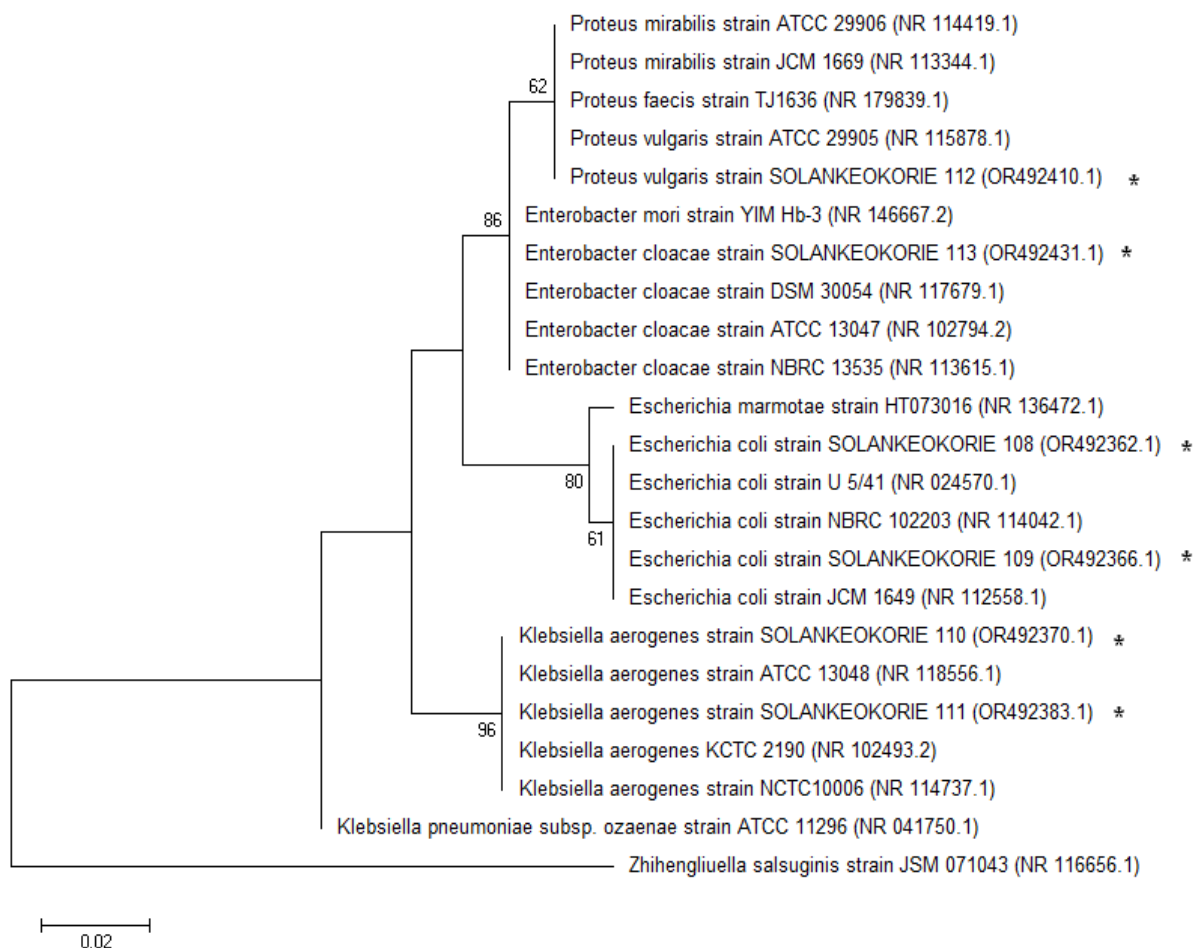 Proteus mirabilis strain ATCC 29906 (NR 114419.1)
Proteus mirabilis strain JCM 1669 (NR 113344.1)
62
Proteus faecis strain TJ1636 (NR 179839.1)
Proteus vulgaris strain ATCC 29905 (NR 115878.1)
Proteus vulgaris strain SOLANKEOKORIE 112 (OR492410.1) *
86
Enterobacter mori strain YIM Hb-3 (NR 146667.2)
Enterobacter cloacae strain SOLANKEOKORIE 113 (OR492431.1) *
Enterobacter cloacae strain DSM 30054 (NR 117679.1)
Enterobacter cloacae strain ATCC 13047 (NR 102794.2)
Enterobacter cloacae strain NBRC 13535 (NR 113615.1)
Escherichia marmotae strain HT073016 (NR 136472.1)
Escherichia coli strain SOLANKEOKORIE 108 (OR492362.1) *
80
Escherichia coli strain U 5/41 (NR 024570.1)
Escherichia coli strain NBRC 102203 (NR 114042.1)
61
Escherichia coli strain SOLANKEOKORIE 109 (OR492366.1) *
Escherichia coli strain JCM 1649 (NR 112558.1)
Klebsiella aerogenes strain SOLANKEOKORIE 110 (OR492370.1) *
Klebsiella aerogenes strain ATCC 13048 (NR 118556.1)
Klebsiella aerogenes strain SOLANKEOKORIE 111 (OR492383.1) *
96
Klebsiella aerogenes KCTC 2190 (NR 102493.2)
Klebsiella aerogenes strain NCTC10006 (NR 114737.1)
Klebsiella pneumoniae subsp. ozaenae strain ATCC 11296 (NR 041750.1)
Zhihengliuella salsuginis strain JSM 071043 (NR 116656.1)
0.02